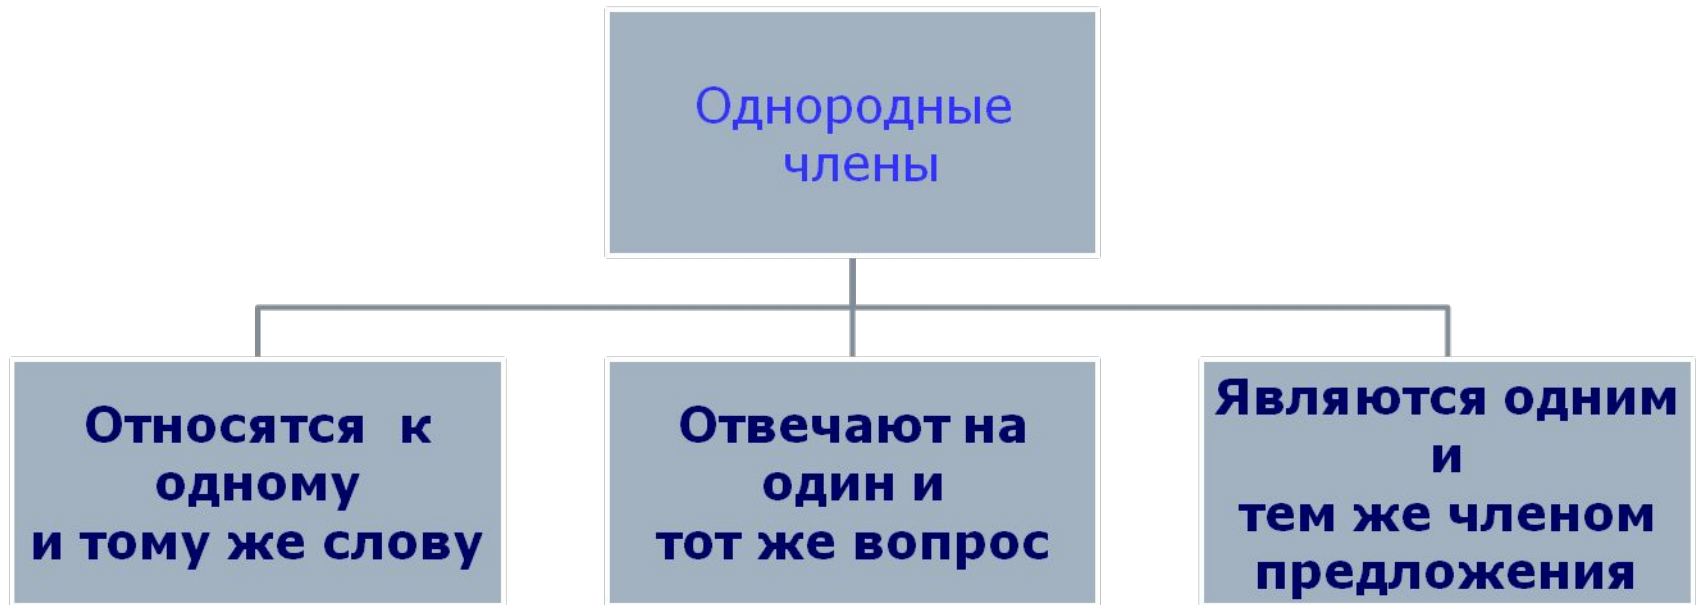 Однородные
члены
Относятся к
одному
и тому же слову
Отвечают на
один и
тот же вопрос
Являются одним
и
тем же членом
предложения